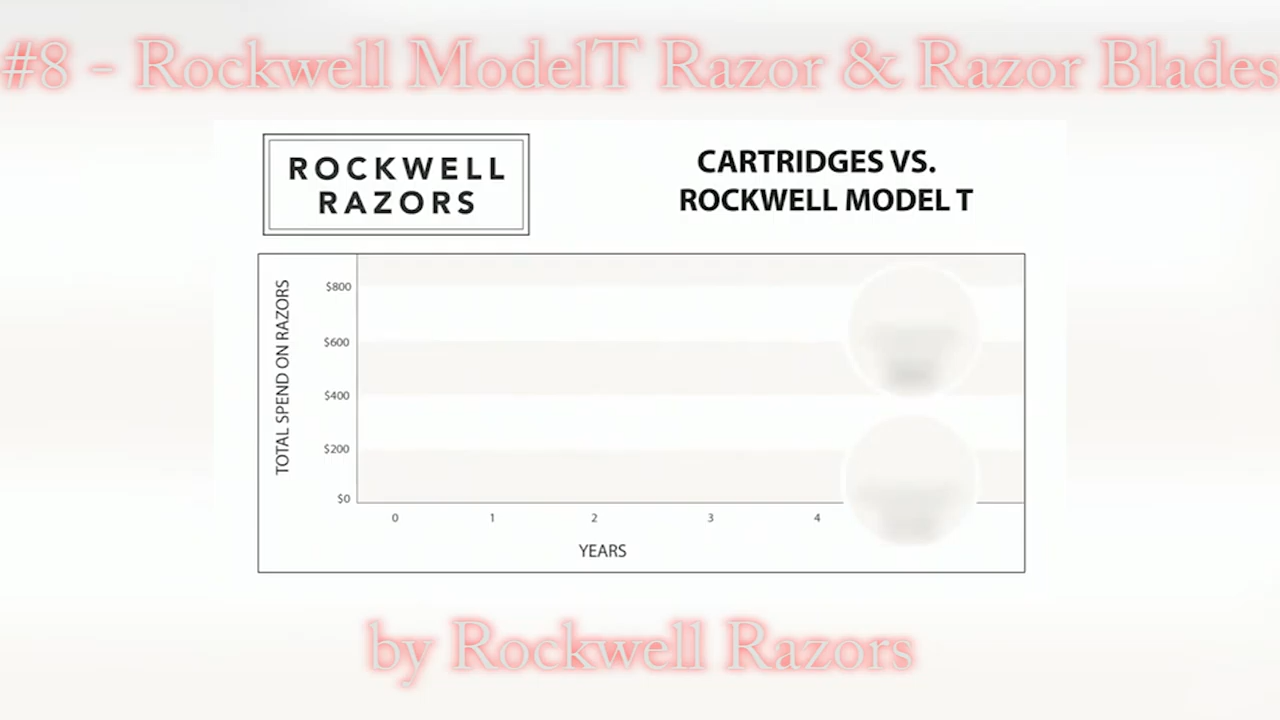 #8 - Rockwell ModelT Razor & Razor Blades
ROCKWELL
RAZORS
CARTRIDGES VS.
ROCKWELL MODEL T
TOTAL SPEND ON RAZORS
$800
$600
$400
$200
$0
0 1 2 3 4
YEARS
by Rockwell Razors